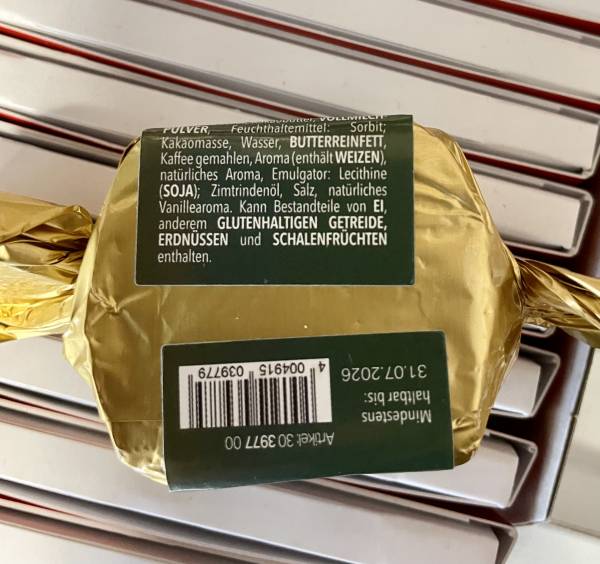 VOLLMILCH
PULVER, Feuchthaltemittel: Sorbit;
Kakaomasse, Wasser, BUTTERREINFETT,
Kaffee gemahlen, Aroma (enthält WEIZEN),
natürliches Aroma, Emulgator: Lecithine
(SOJA); Zimtrindenöl, Salz, natürliches
Vanillearoma. Kann Bestandteile von EI,
anderem GLUTENHALTIGEN GETREIDE,
ERDNÜSSEN und SCHALENFRÜCHTEN
enthalten.
Artikel: 30 3977 00
Mindestens
haltbar bis:
31.07.2026
4 004915 039779